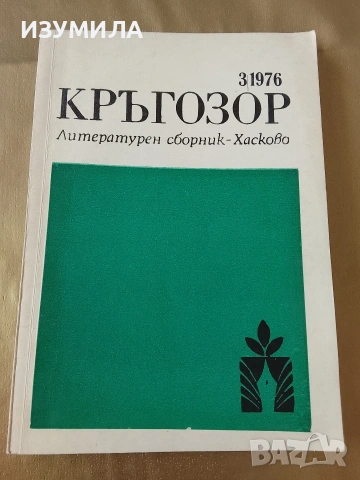 ИЗУМИЛА
3/1976
КРЪГОЗОР
Литературен сборник-Хасково
BAZAR